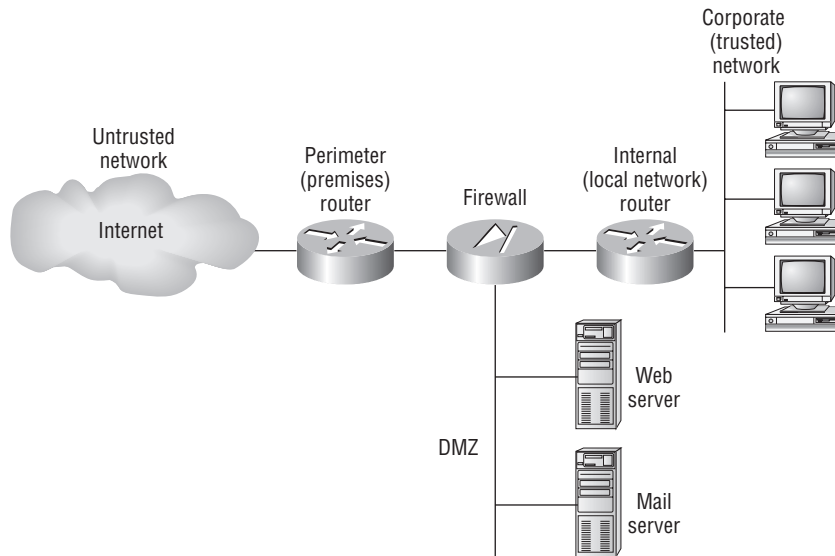 Corporate
(trusted)
network
Untrusted
network
Internet
Perimeter
(premises)
router
Firewall
Internal
(local network)
router
Web
server
DMZ
Mail
server